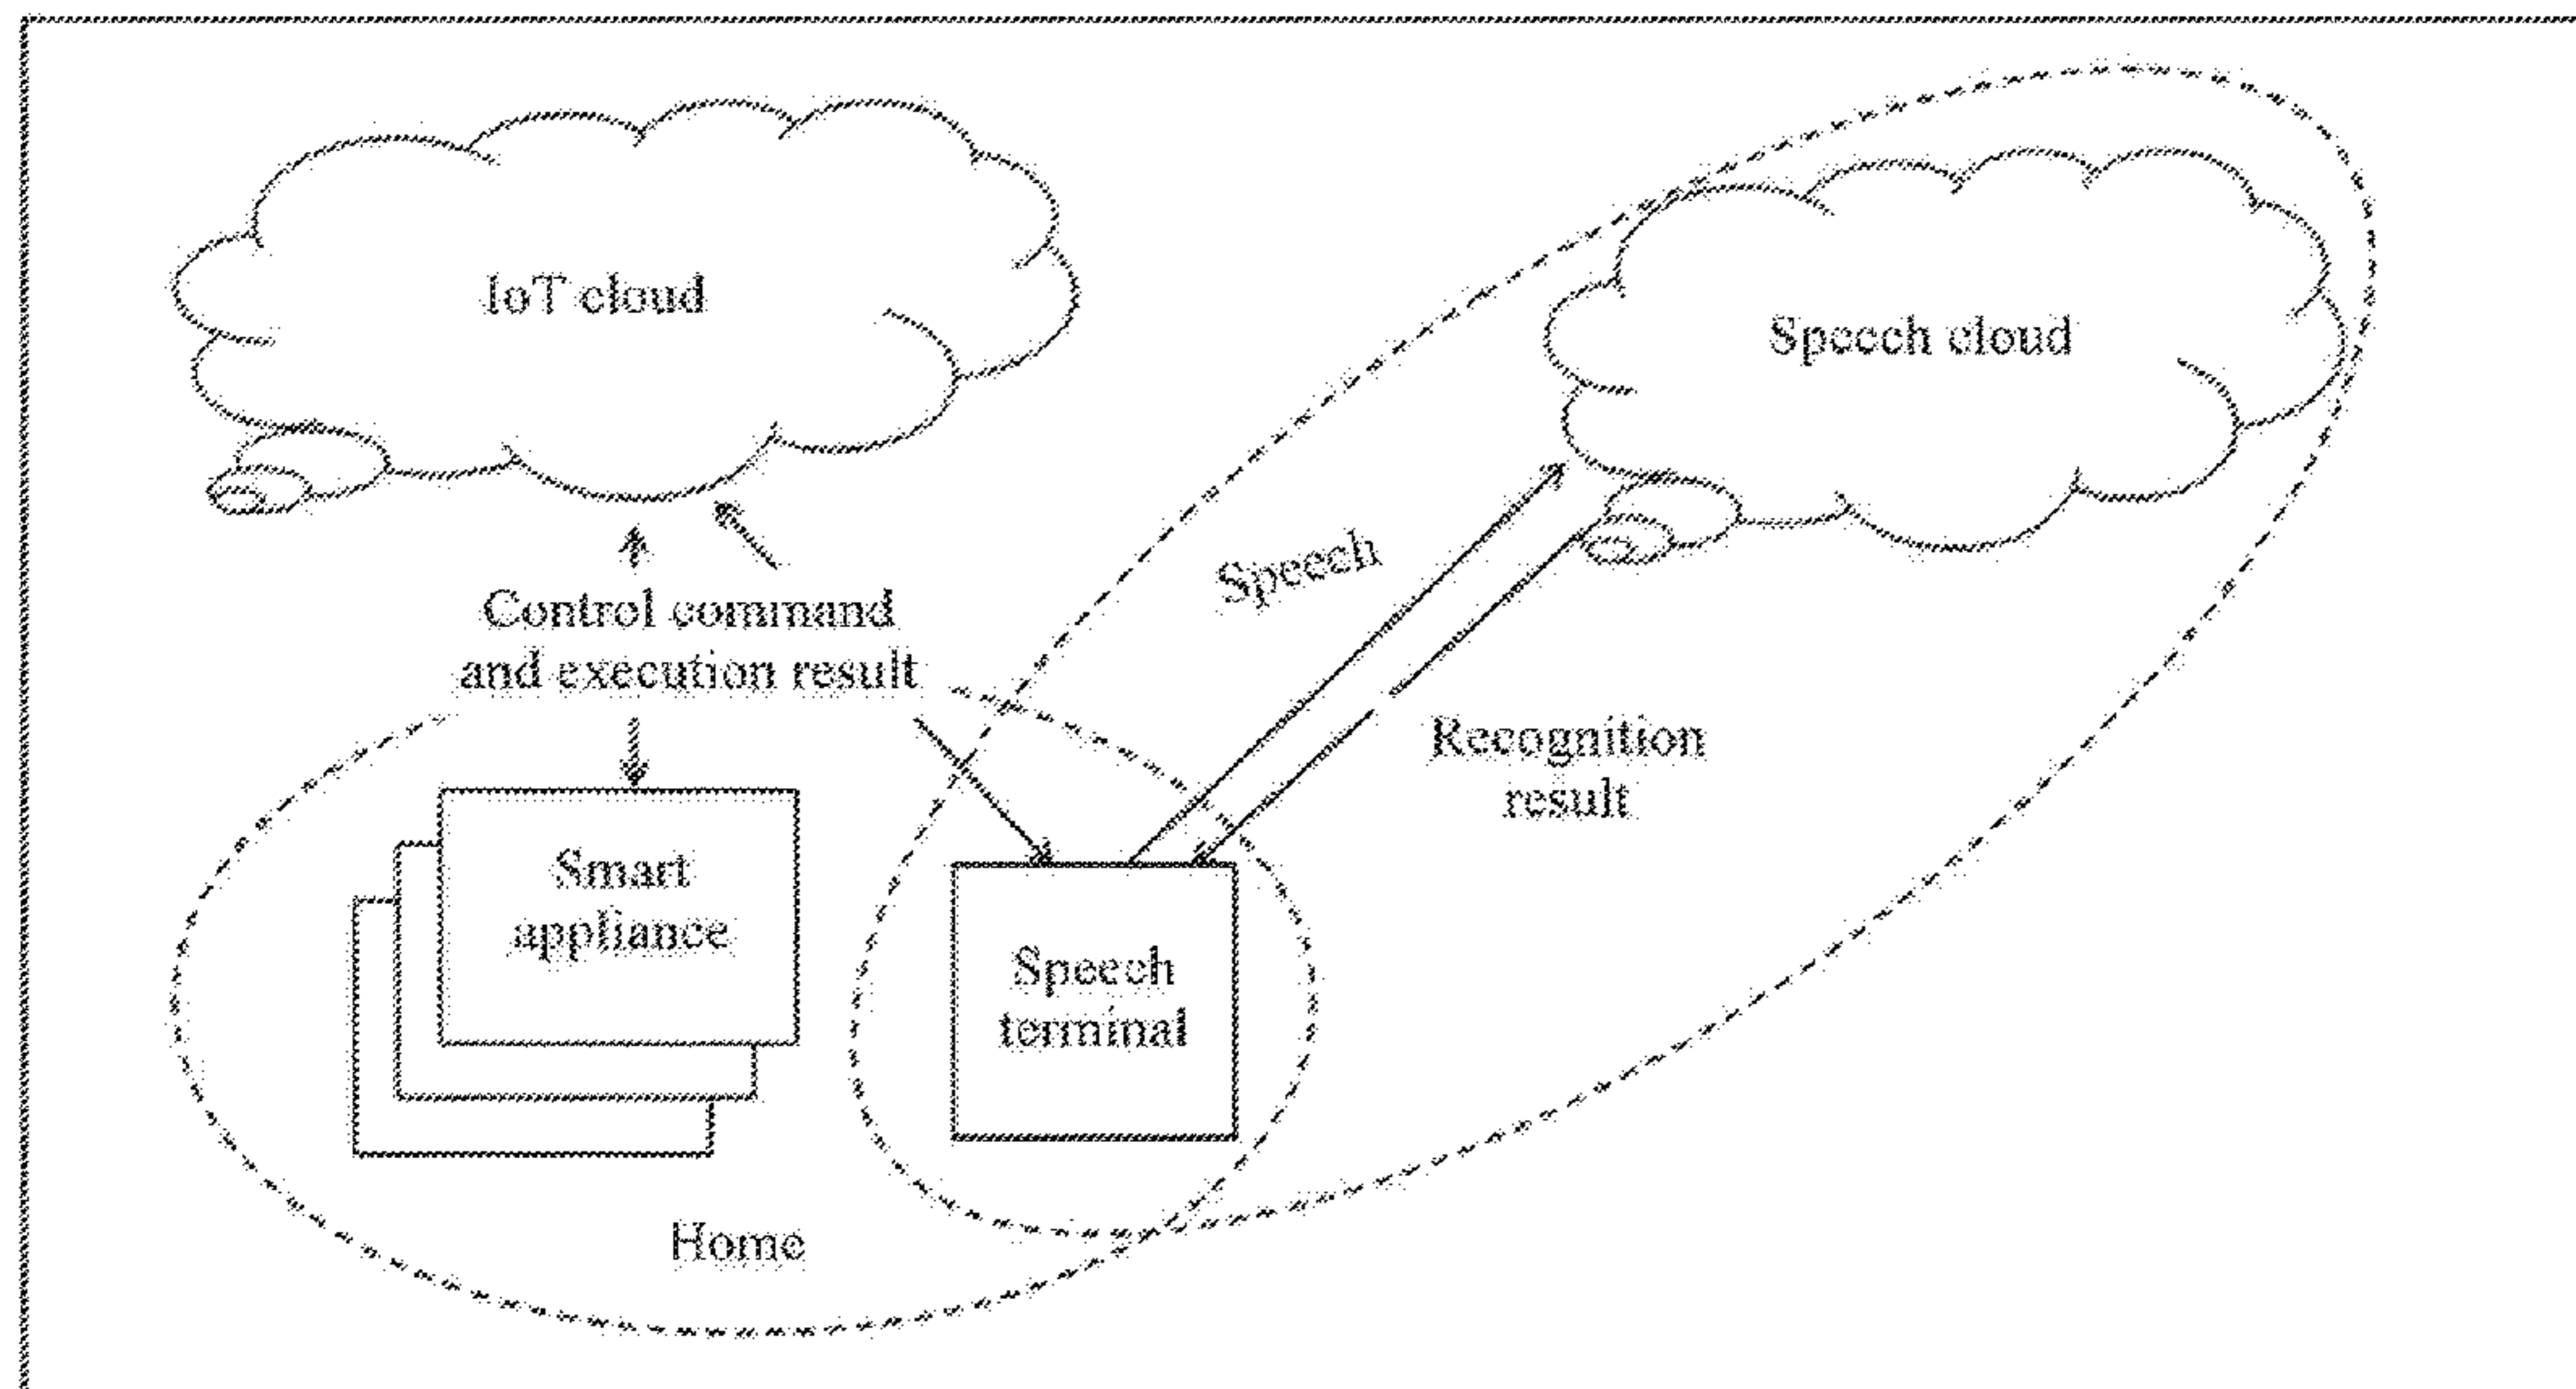 IoT cloud
Speech cloud
Speech
Control command
and execution result
Recognition
result
Smart
appliance
Speech
terminal
Home